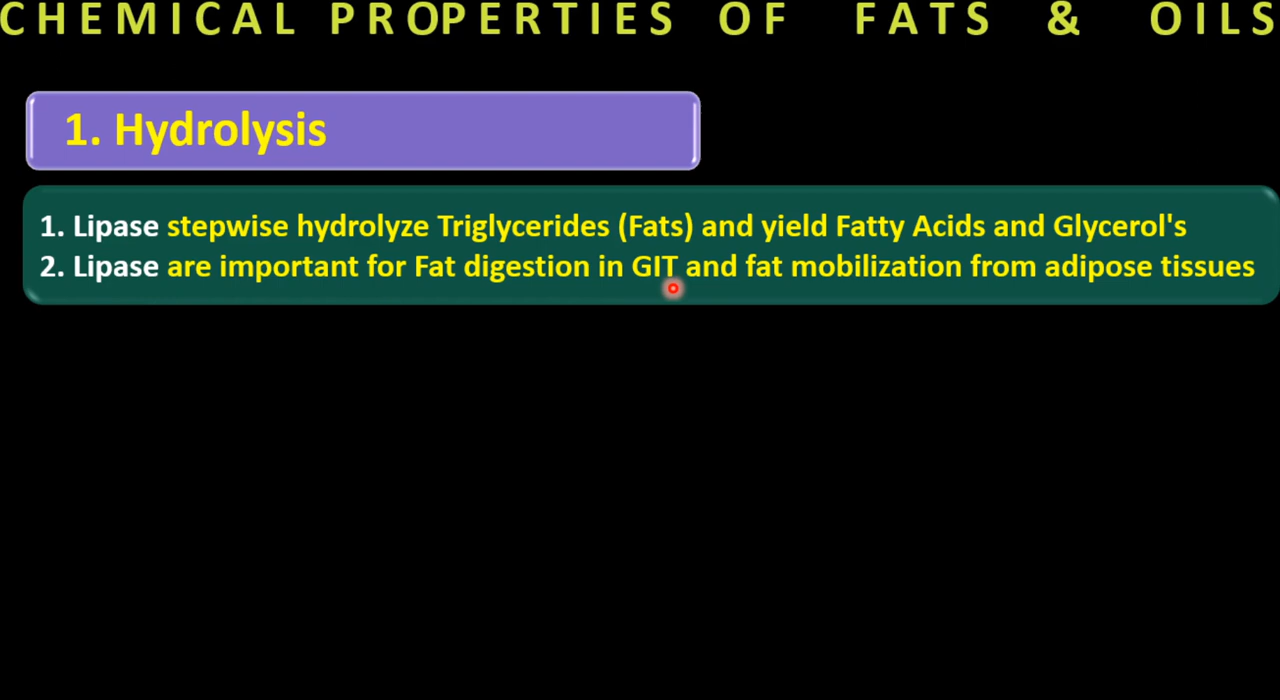 CHEMICAL PROPERTIES OF FATS & OILS
1. Hydrolysis
1. Lipase stepwise hydrolyze Triglycerides (Fats) and yield Fatty Acids and Glycerol's
2. Lipase are important for Fat digestion in GIT and fat mobilization from adipose tissues